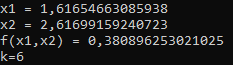 x1 = 1,61654663085938
x2 = 2,61699159240723
f(x1,x2) = 0,380896253021025
k=6